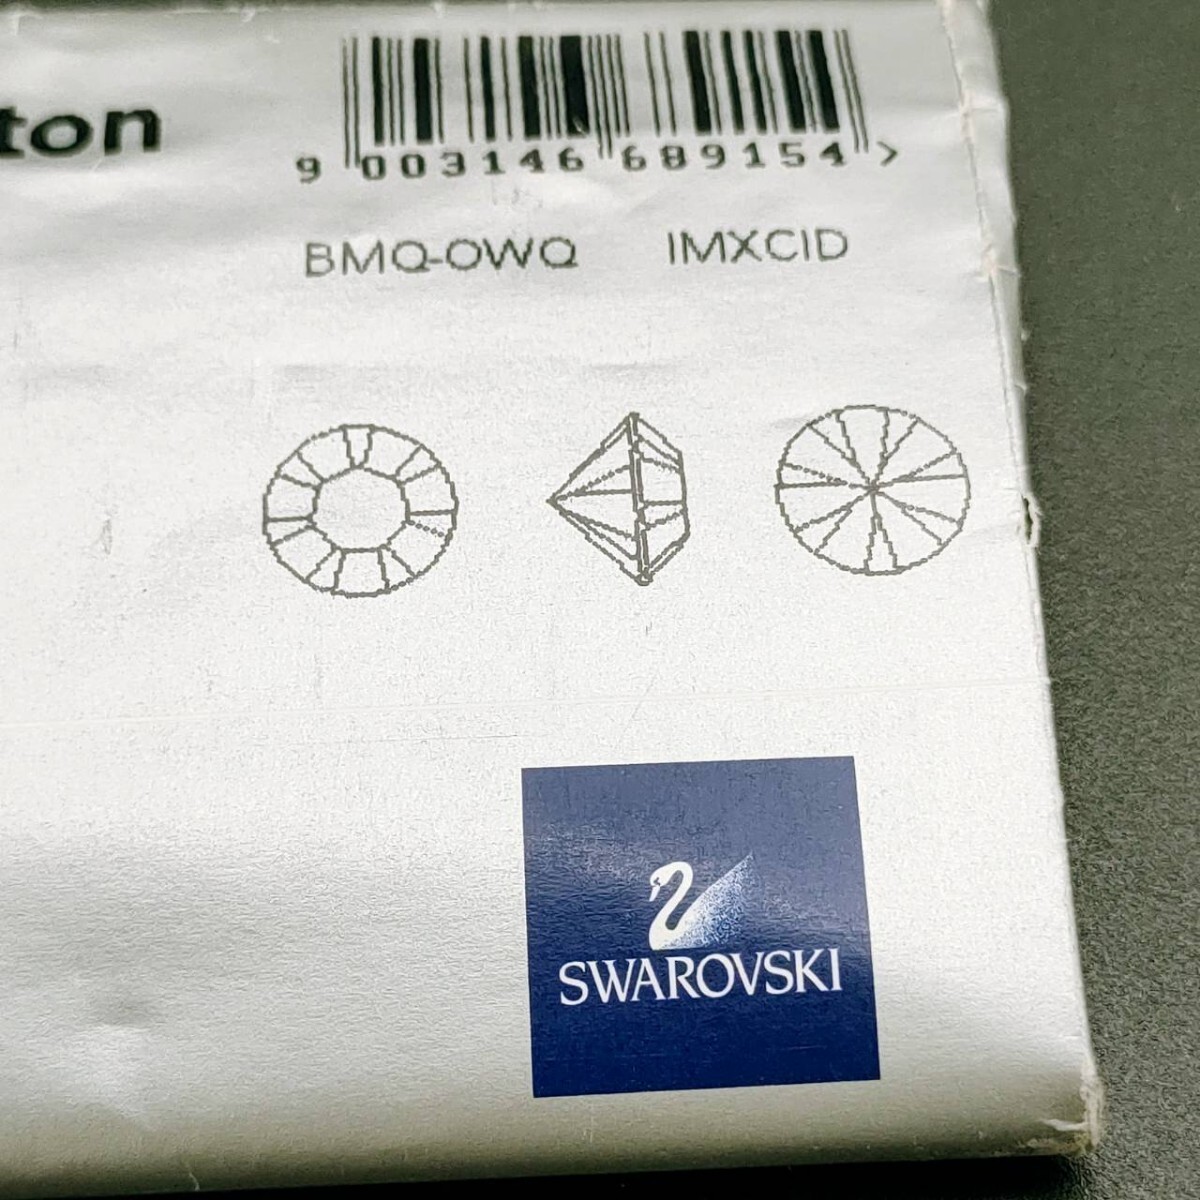 ton
9 003146 689154 >
BMQ-OWQ IMXCID
SWAROVSKI